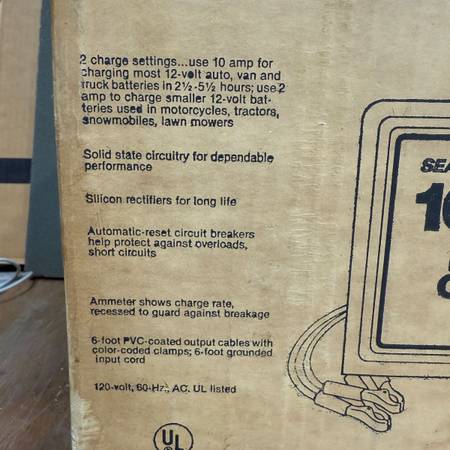 2 charge settings...use 10 amp for
charging most 12-volt auto, van and
truck batteries in 2½-5½ hours; use 2
amp to charge smaller 12-volt bat-
teries used in motorcycles, tractors,
snowmobiles, lawn mowers
Solid state circuitry for dependable
performance
Silicon rectifiers for long life
Automatic-reset circuit breakers
help protect against overloads,
short circuits
Ammeter shows charge rate,
recessed to guard against breakage
6-foot PVC-coated output cables with
color-coded clamps; 6-foot grounded
input cord
120-volt, 60-Hz., AC. UL listed
UL
SEA
10